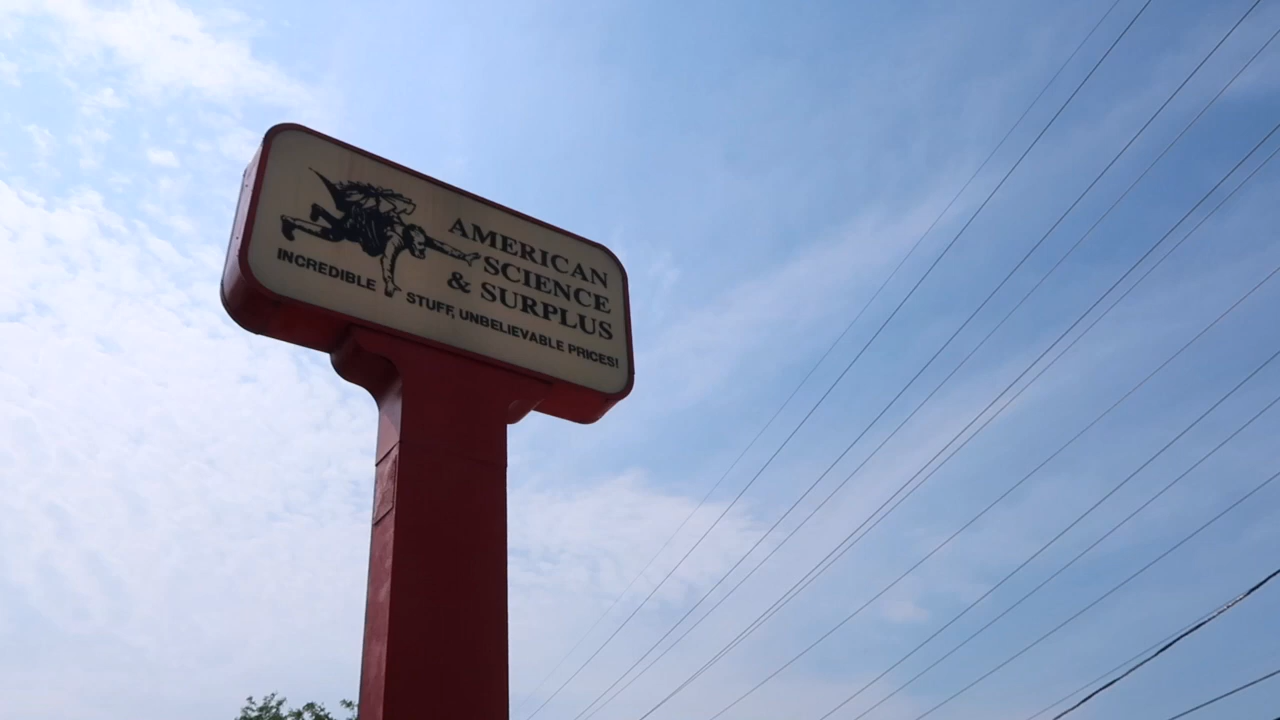 AMERICAN
SCIENCE
& SURPLUS
INCREDIBLE STUFF, UNBELIEVABLE PRICES!